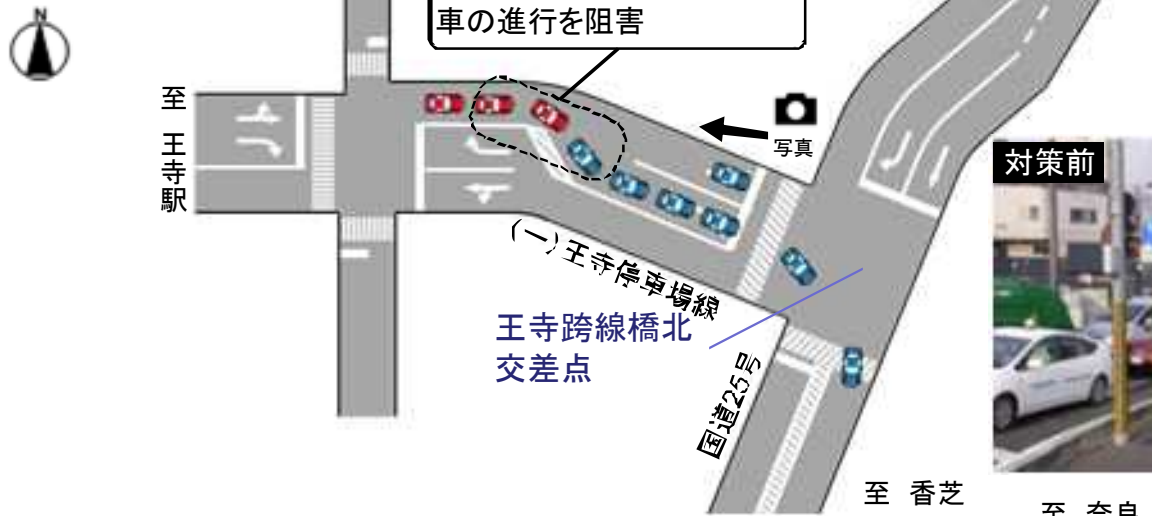 N
車の進行を阻害
至
王
寺
駅
写真
対策前
(一)王寺停車場線
王寺跨線橋北
交差点
国道25号
至 香芝
至 奈良